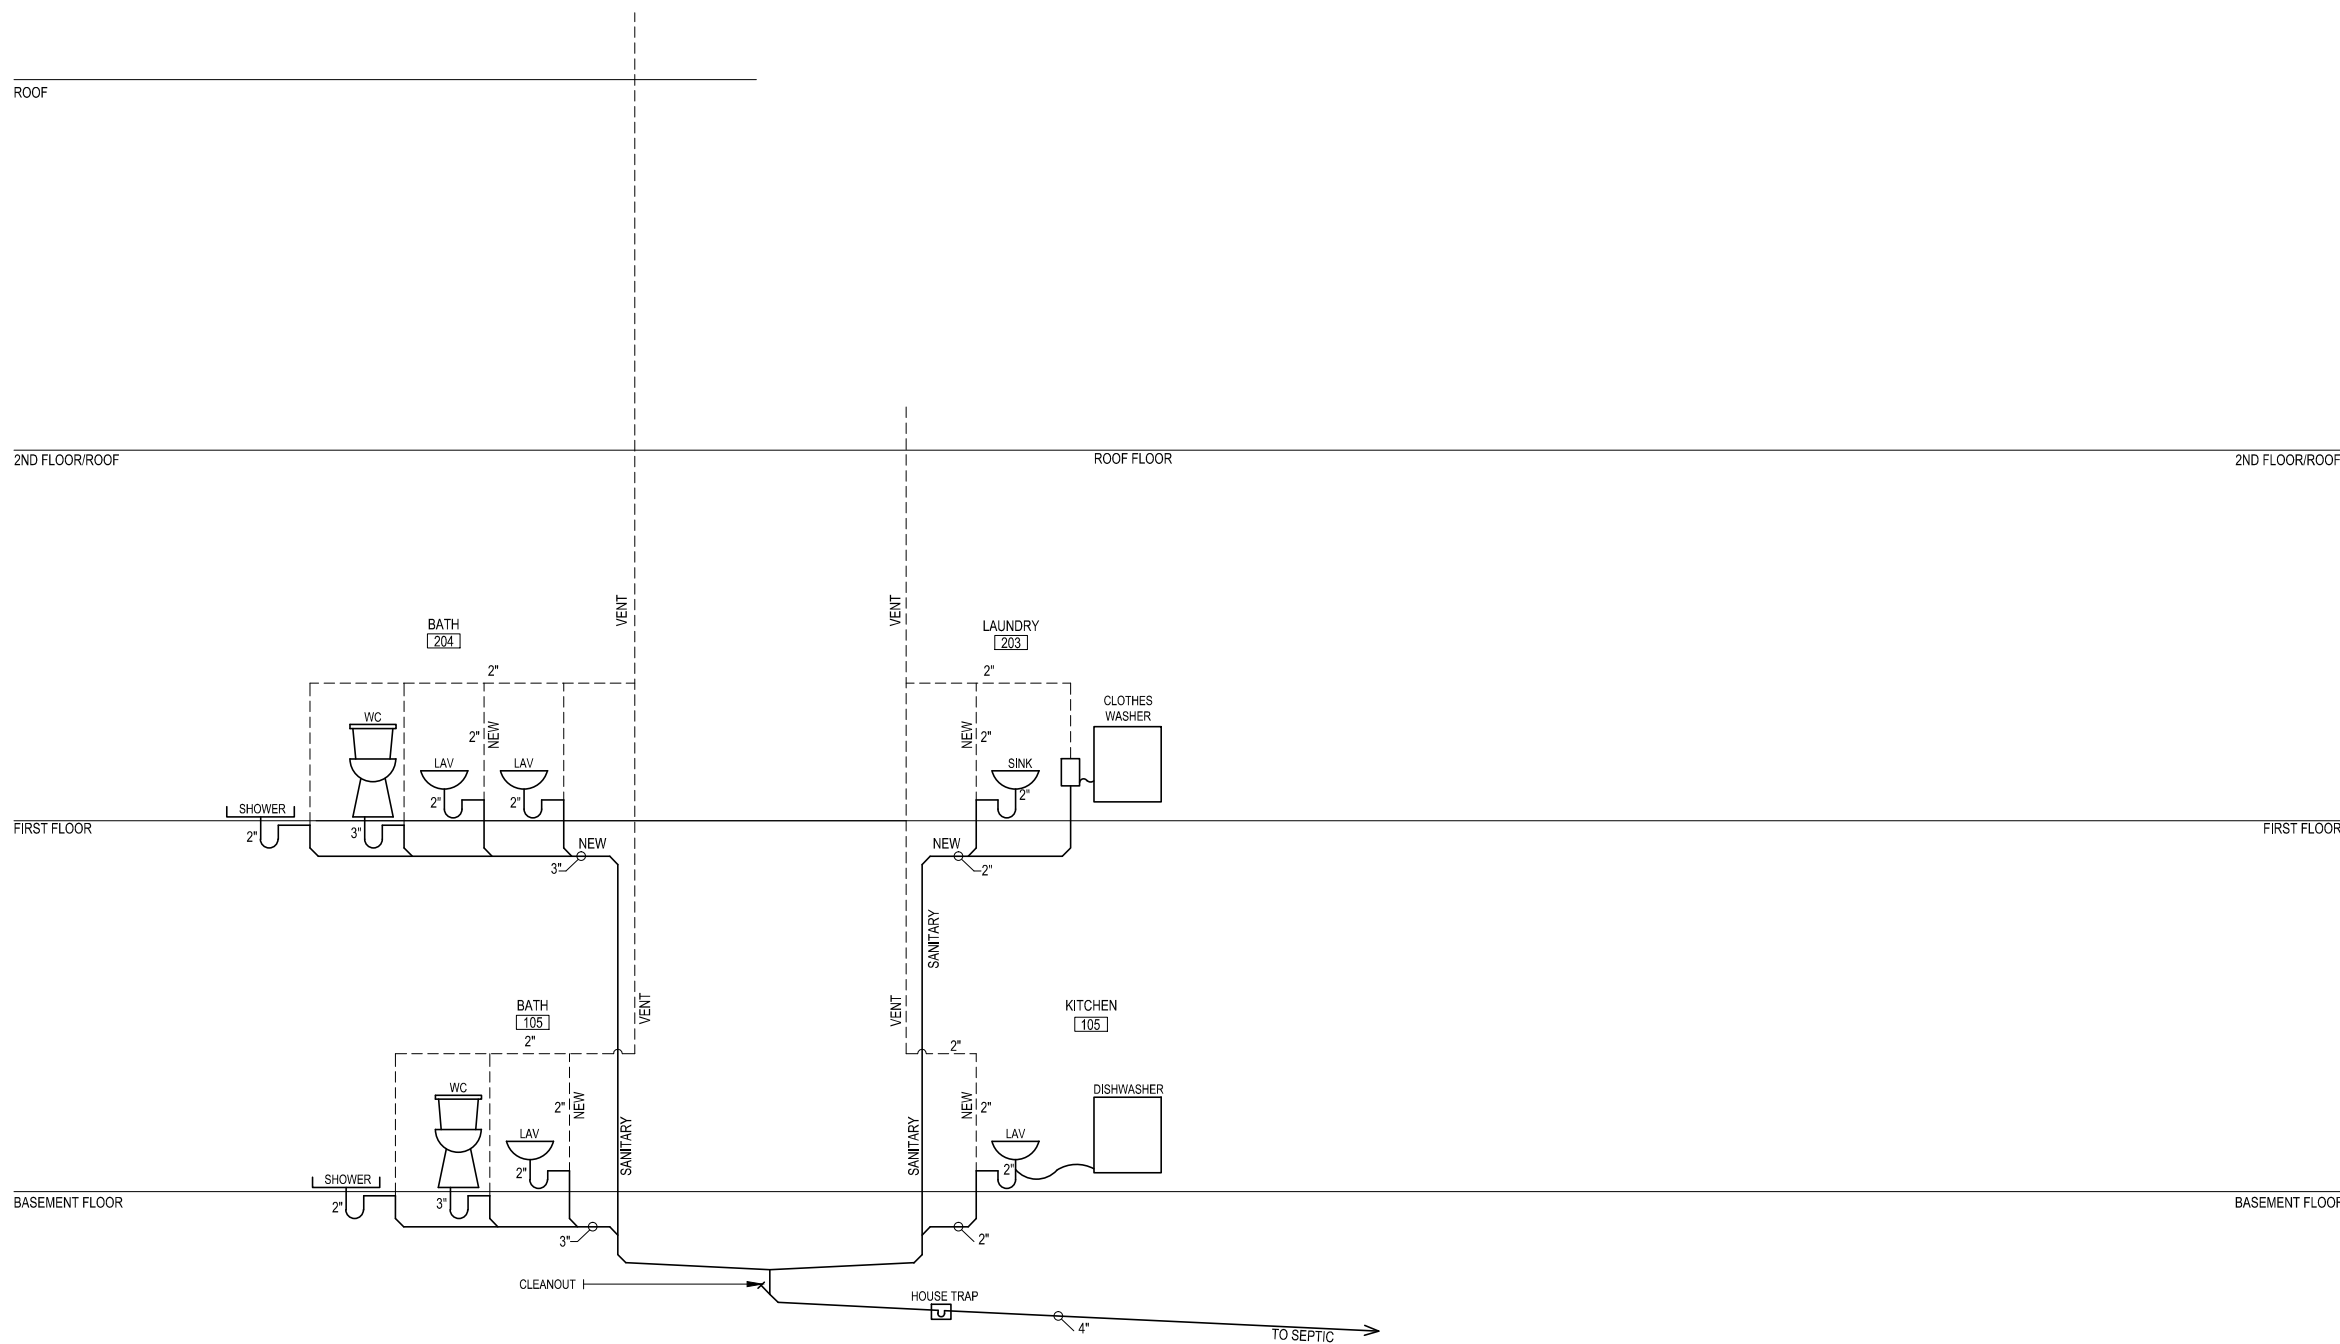 ROOF
2ND FLOOR/ROOF
ROOF FLOOR
2ND FLOOR/ROOF
VENT
VENT
BATH
204
LAUNDRY
203
2"
2"
CLOTHES
WASHER
WC
2"
NEW
NEW
2"
LAV
LAV
SINK
2"
2"
2"
SHOWER
FIRST FLOOR
2"
3"
FIRST FLOOR
NEW
3"
NEW
2"
SANITARY
VENT
VENT
BATH
105
2"
KITCHEN
105
2"
WC
DISHWASHER
2"
NEW
NEW
2"
LAV
SANITARY
SANITARY
LAV
2"
2"
SHOWER
BASEMENT FLOOR
2"
3"
BASEMENT FLOOR
3"
2"
CLEANOUT
HOUSE TRAP
4"
TO SEPTIC